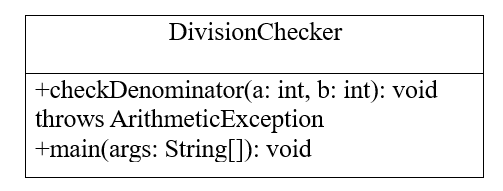 DivisionChecker
+checkDenominator(a: int, b: int): void
throws ArithmeticException
+main(args: String[]): void